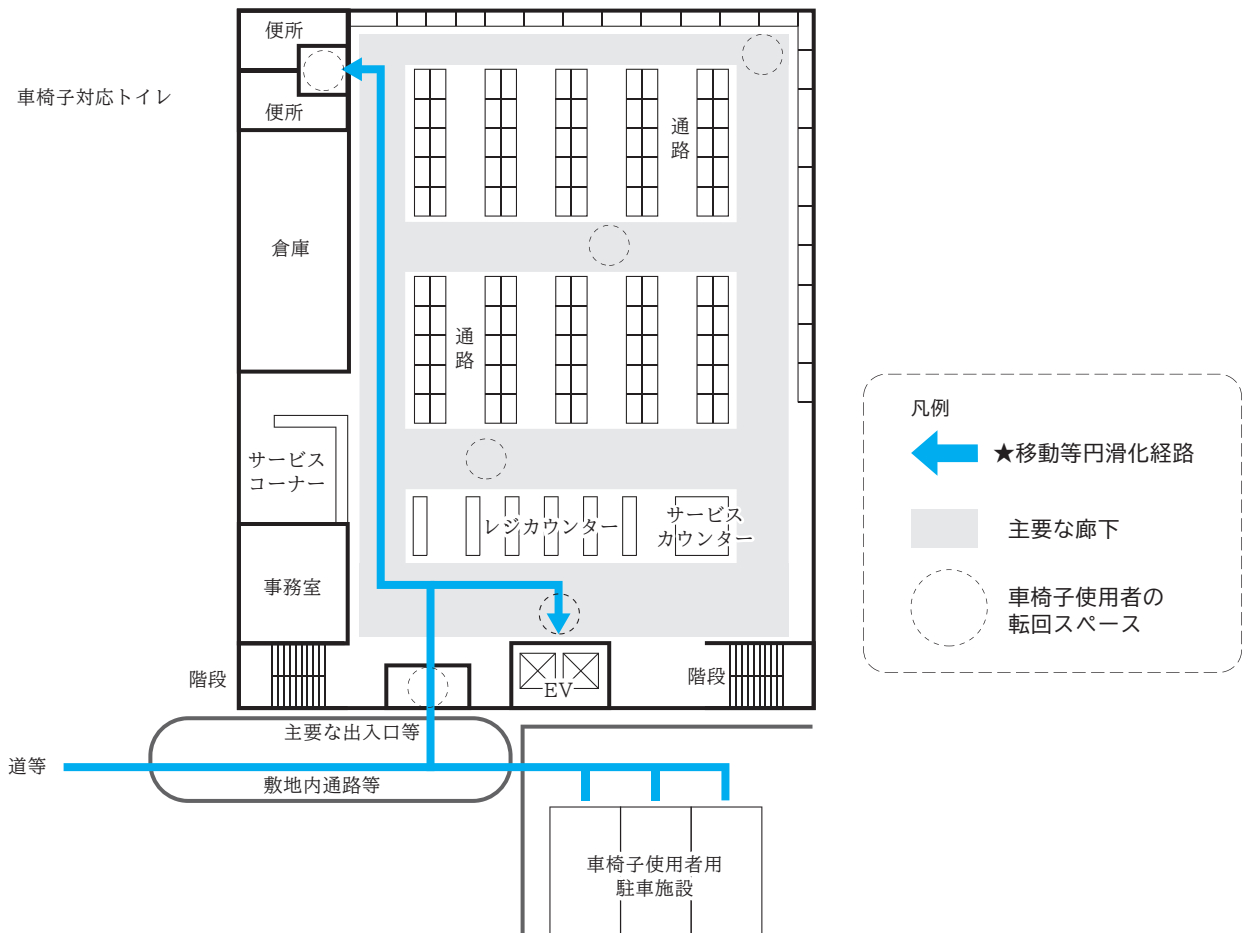 便所
車椅子対応トイレ
便所
通
路
倉庫
通
路
凡例
★移動等円滑化経路
サービス
コーナー
レジカウンター
サービス
カウンター
主要な廊下
事務室
車椅子使用者の
転回スペース
階段
EV
階段
主要な出入口等
道等
敷地内通路等
車椅子使用者用
駐車施設